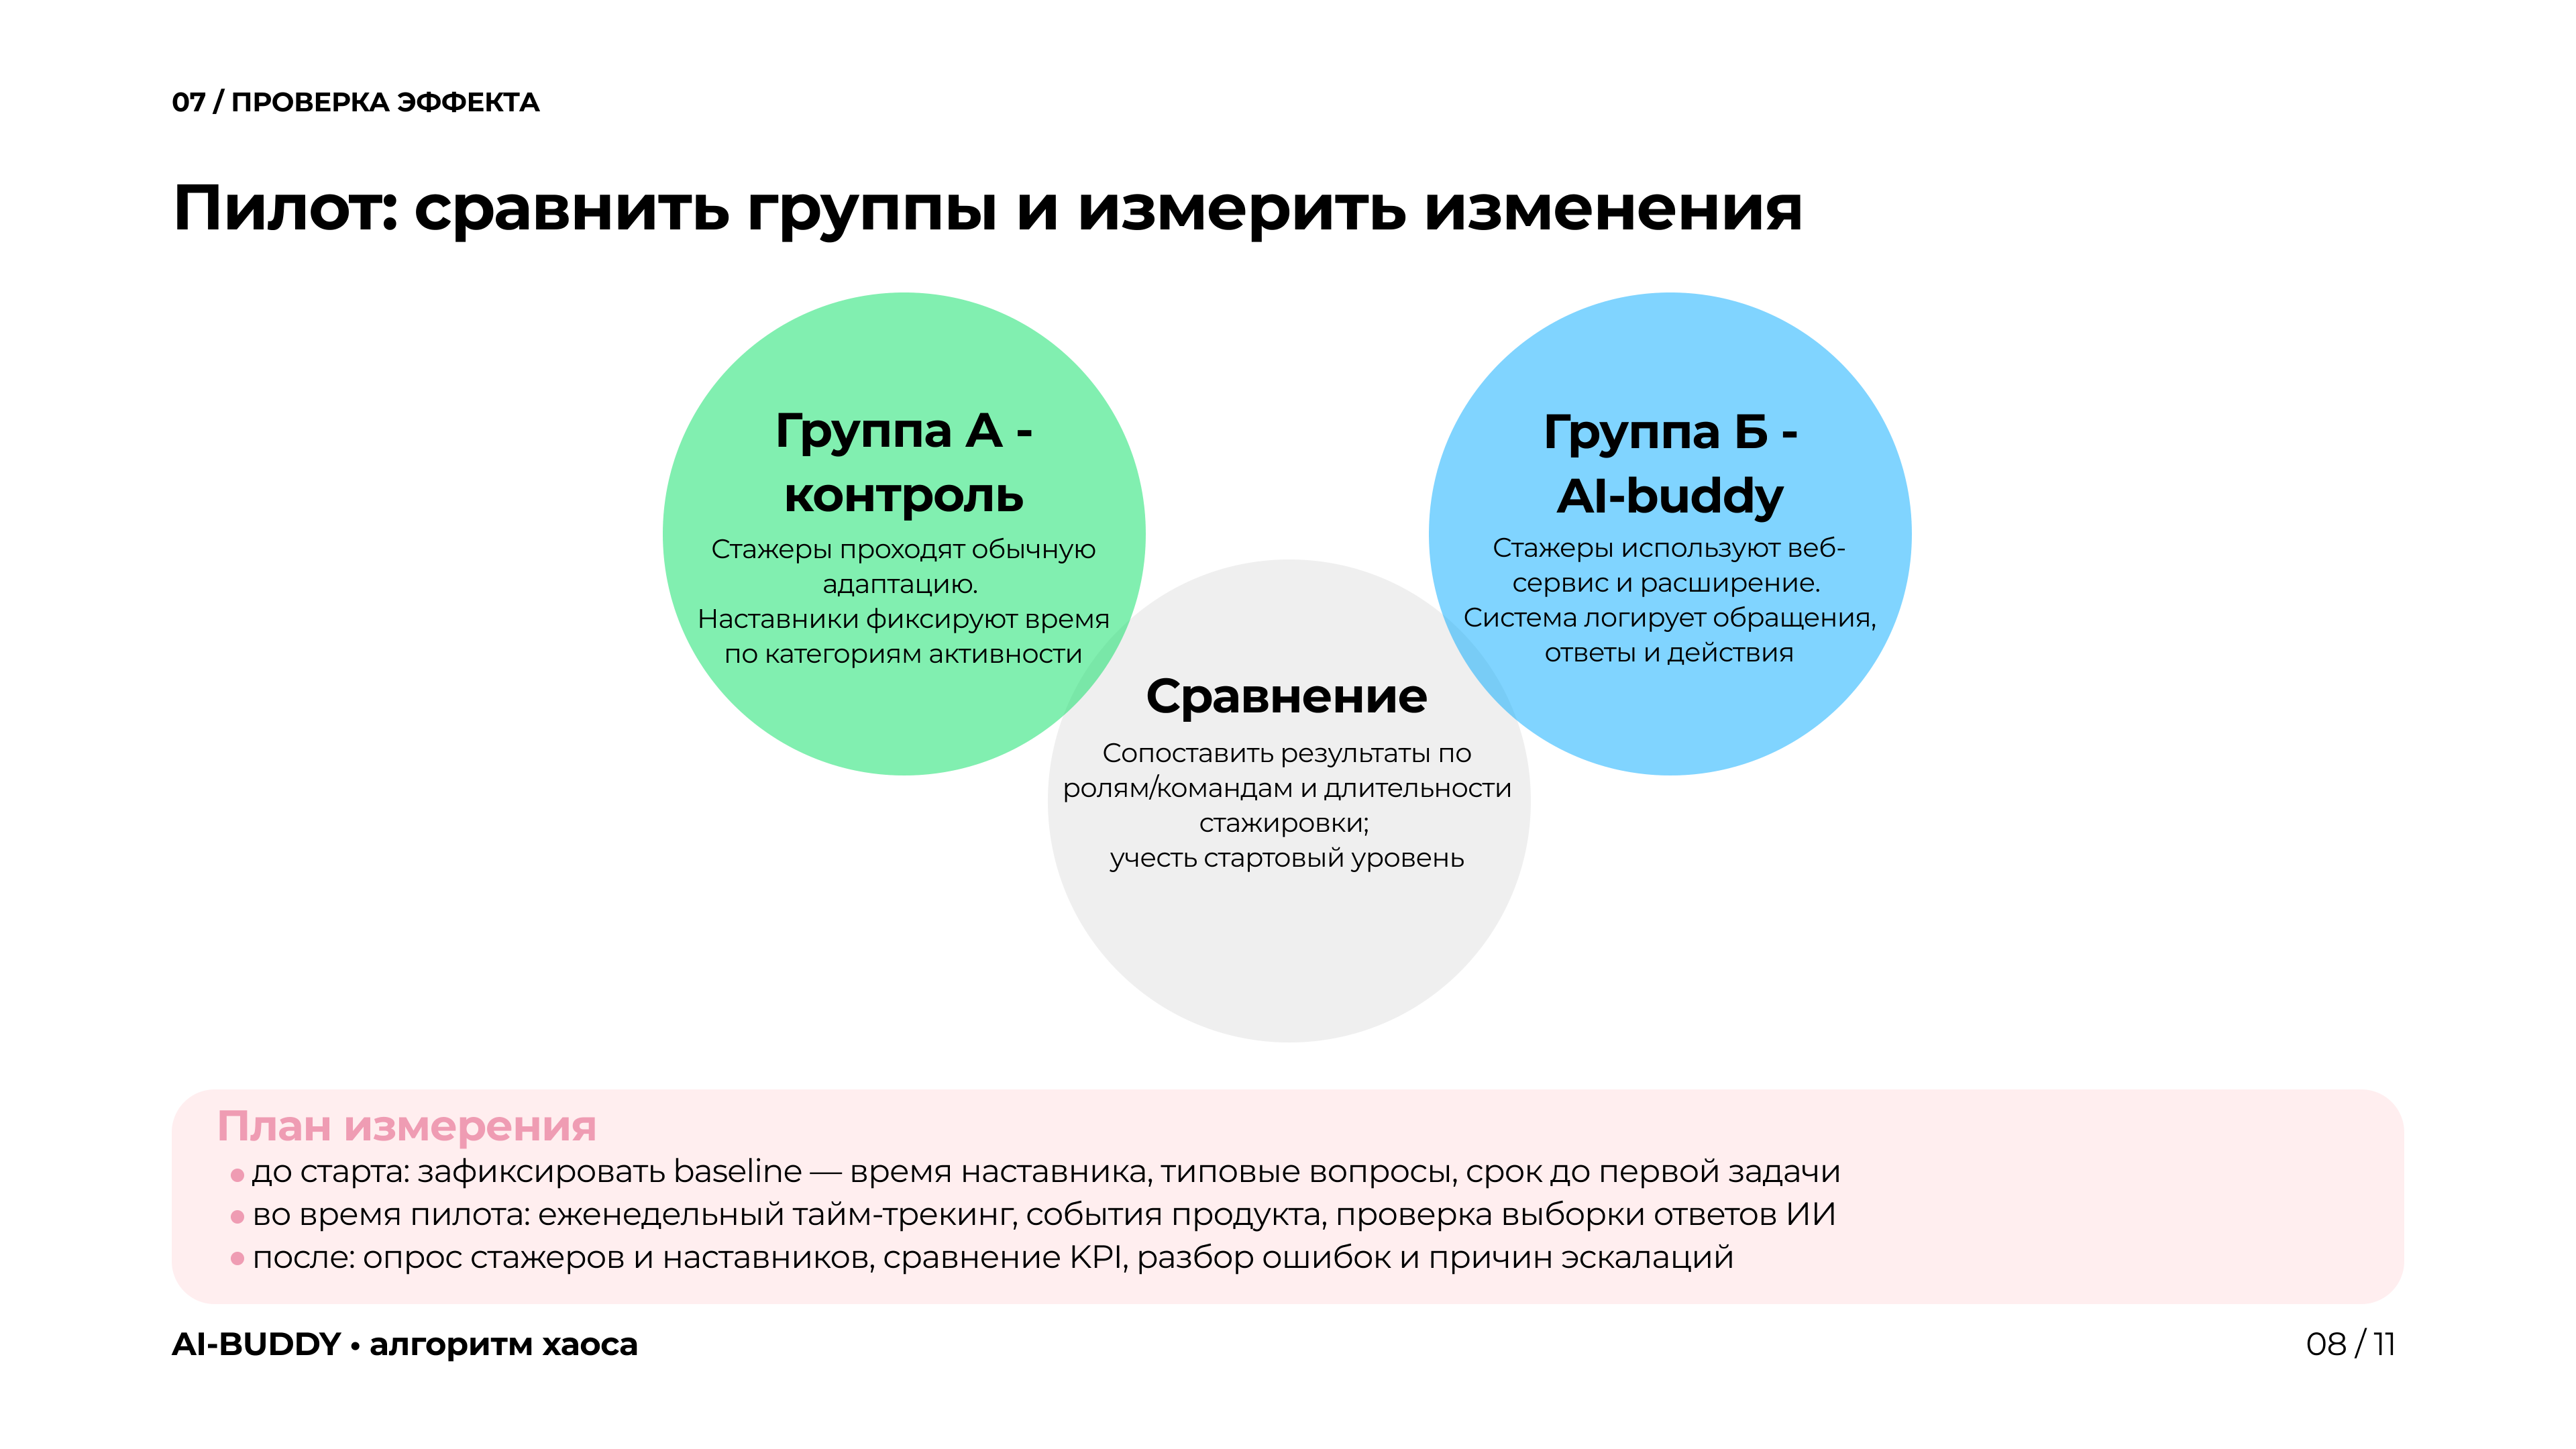 07 / ПРОВЕРКА ЭФФЕКТА
Пилот: сравнить группы и измерить изменения
Группа А -
контроль
Стажеры проходят обычную
адаптацию.
Наставники фиксируют время
по категориям активности
Группа Б -
AI-buddy
Стажеры используют веб-
сервис и расширение.
Система логирует обращения,
ответы и действия
Сравнение
Сопоставить результаты по
ролям/командам и длительности
стажировки;
учесть стартовый уровень
План измерения
• до старта: зафиксировать baseline — время наставника, типовые вопросы, срок до первой задачи
• во время пилота: еженедельный тайм-трекинг, события продукта, проверка выборки ответов ИИ
• после: опрос стажеров и наставников, сравнение KPI, разбор ошибок и причин эскалаций
AI-BUDDY • алгоритм хаоса
08 / 11